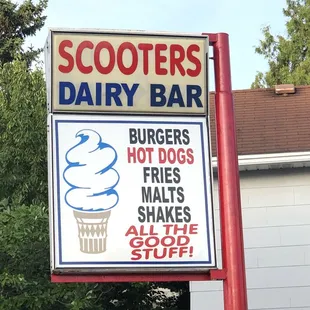 SCOOTERS
DAIRY BAR
BURGERS
HOT DOGS
FRIES
MALTS
SHAKES
ALL THE
GOOD
STUFF!